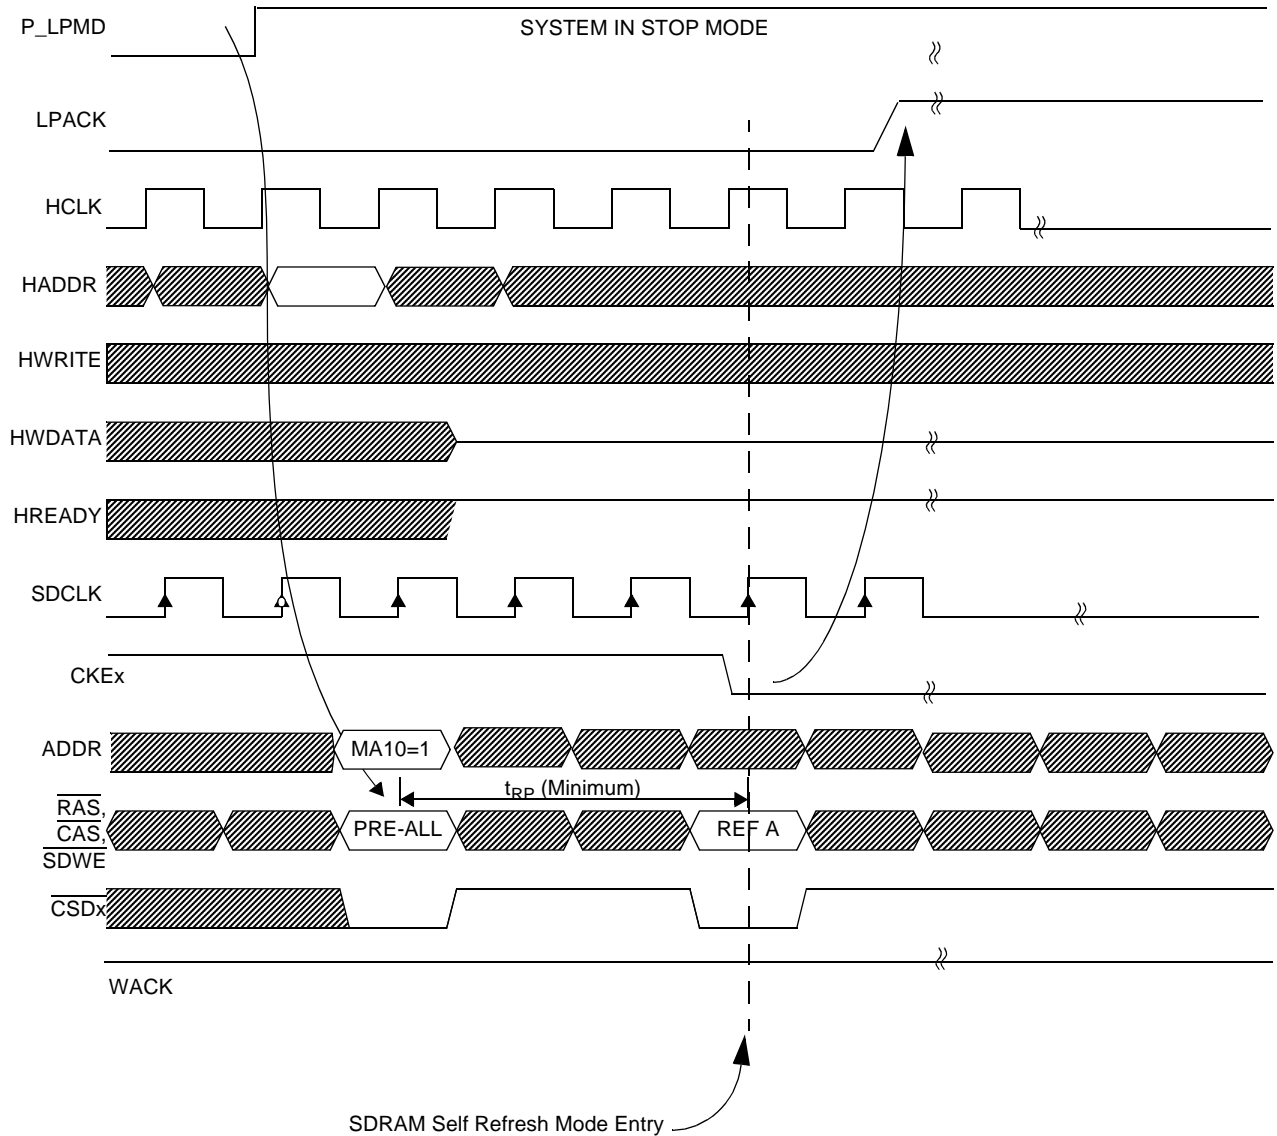 P_LPMD
SYSTEM IN STOP MODE
LPACK
HCLK
HADDR
HWRITE
HWDATA
HREADY
SDCLK
CKEx
ADDR
MA10=1
tRP (Minimum)
RAS,
CAS,
SDWE
PRE-ALL
REF A
CSDx
WACK
SDRAM Self Refresh Mode Entry